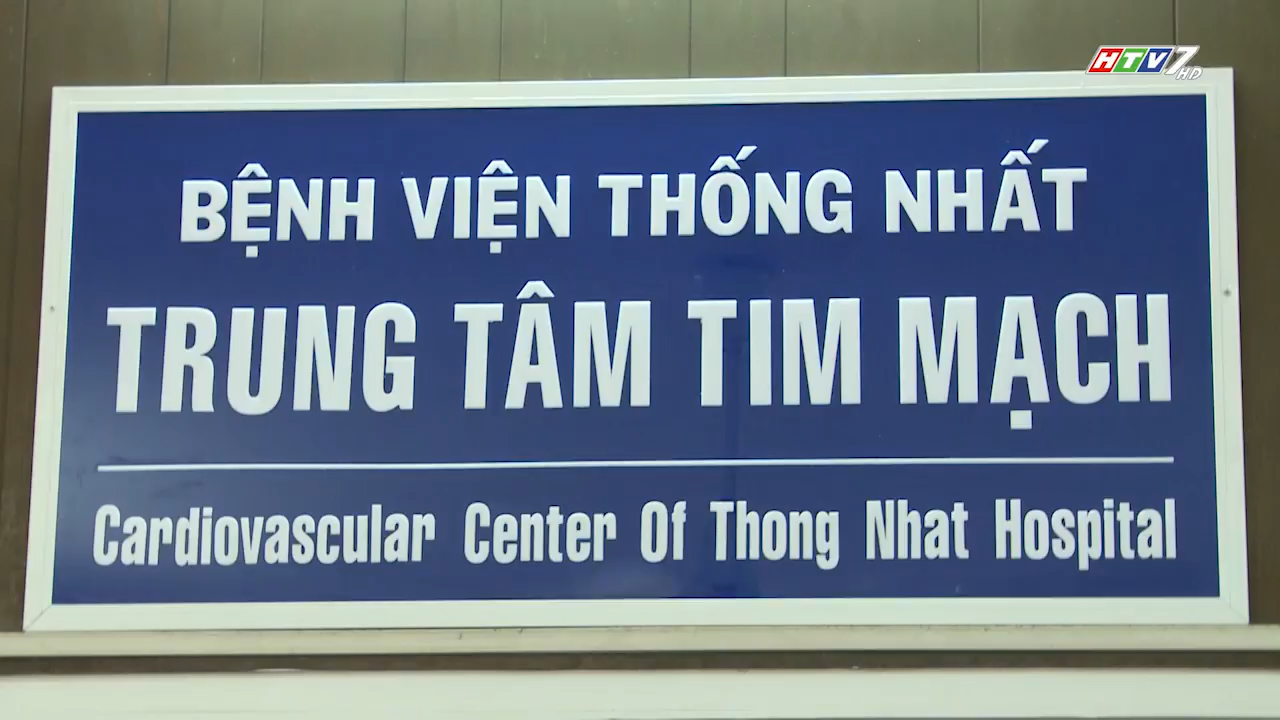 HTV7 HD
BỆNH VIỆN THỐNG NHẤT
TRUNG TÂM TIM MẠCH
Cardiovascular Center Of Thong Nhat Hospital